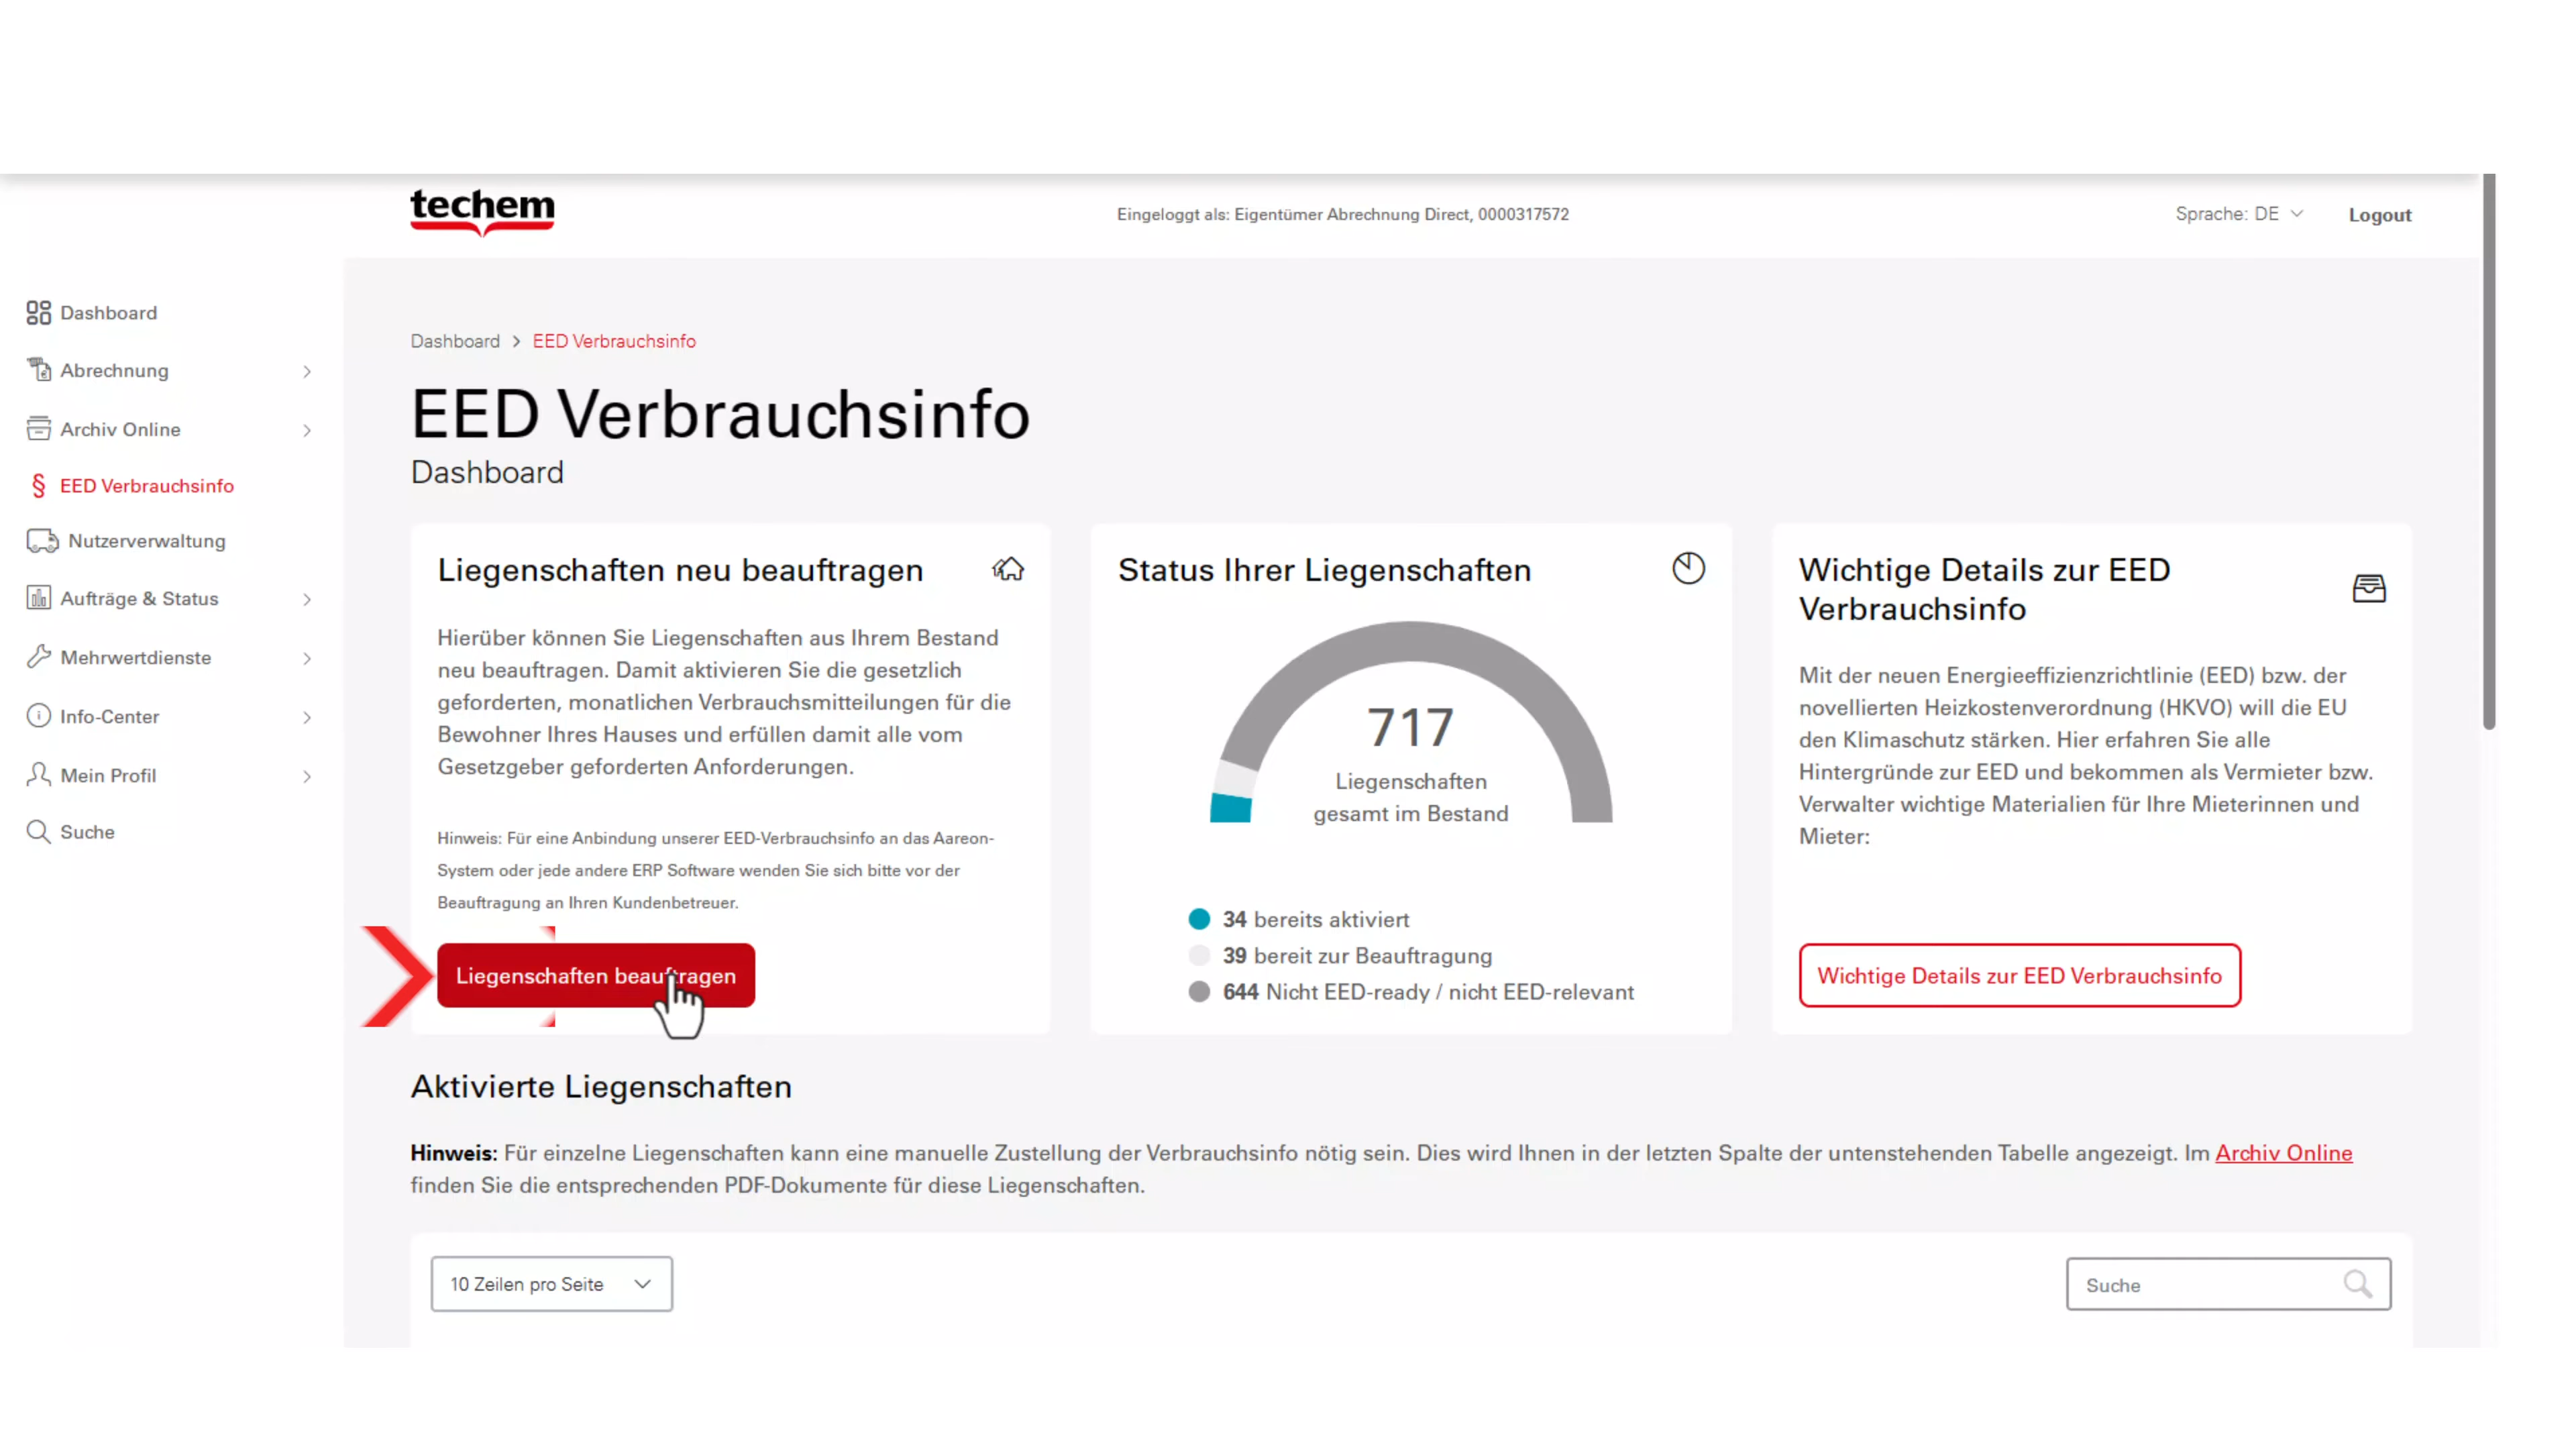 techem
Eingeloggt als: Eigentümer Abrechnung Direct, 0000317572
Sprache: DE
Logout
Dashboard
Abrechnung
Archiv Online
§ EED Verbrauchsinfo
Nutzerverwaltung
Aufträge & Status
Mehrwertdienste
Info-Center
Mein Profil
Suche
Dashboard > EED Verbrauchsinfo
EED Verbrauchsinfo
Dashboard
Liegenschaften neu beauftragen
Hierüber können Sie Liegenschaften aus Ihrem Bestand
neu beauftragen. Damit aktivieren Sie die gesetzlich
geforderten, monatlichen Verbrauchsmitteilungen für die
Bewohner Ihres Hauses und erfüllen damit alle vom
Gesetzgeber geforderten Anforderungen.
Hinweis: Für eine Anbindung unserer EED-Verbrauchsinfo an das Aareon-
System oder jede andere ERP Software wenden Sie sich bitte vor der
Beauftragung an Ihren Kundenbetreuer.
Liegenschaften beauftragen
Status Ihrer Liegenschaften
717
Liegenschaften
gesamt im Bestand
34 bereits aktiviert
39 bereit zur Beauftragung
644 Nicht EED-ready / nicht EED-relevant
Wichtige Details zur EED
Verbrauchsinfo
Mit der neuen Energieeffizienzrichtlinie (EED) bzw. der
novellierten Heizkostenverordnung (HKVO) will die EU
den Klimaschutz stärken. Hier erfahren Sie alle
Hintergründe zur EED und bekommen als Vermieter bzw.
Verwalter wichtige Materialien für Ihre Mieterinnen und
Mieter:
Wichtige Details zur EED Verbrauchsinfo
Aktivierte Liegenschaften
Hinweis: Für einzelne Liegenschaften kann eine manuelle Zustellung der Verbrauchsinfo nötig sein. Dies wird Ihnen in der letzten Spalte der untenstehenden Tabelle angezeigt. Im Archiv Online
finden Sie die entsprechenden PDF-Dokumente für diese Liegenschaften.
10 Zeilen pro Seite
Suche